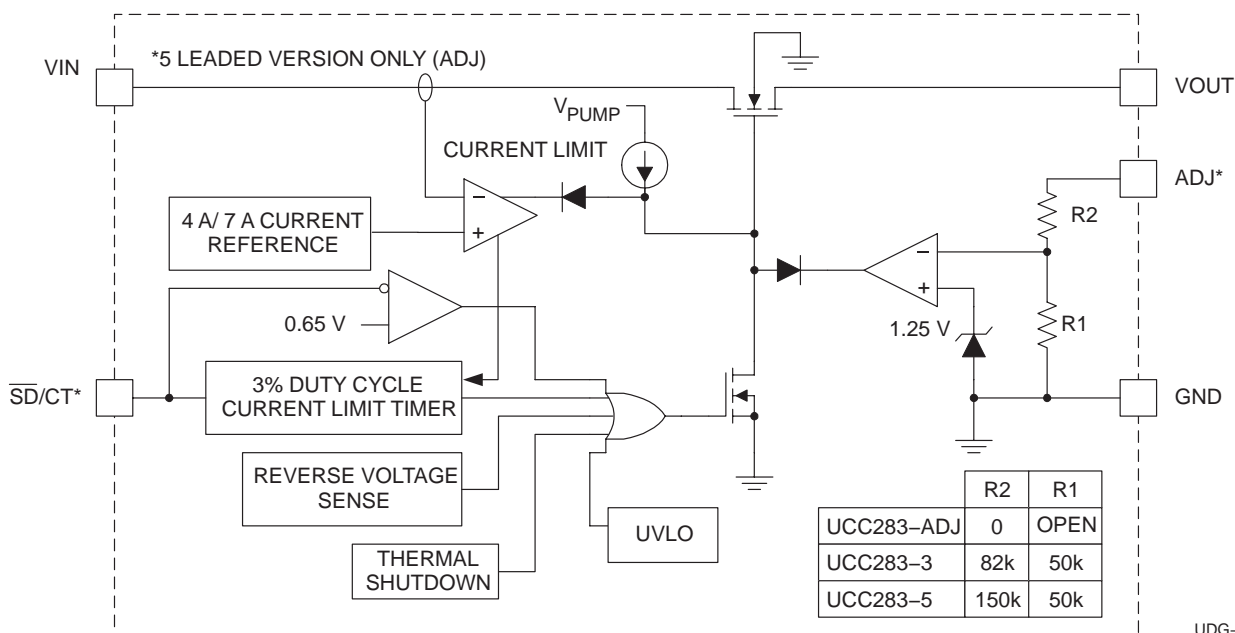 *5 LEADED VERSION ONLY (ADJ)
VIN
VOUT
VPUMP
CURRENT LIMIT
ADJ*
−
+
4 A/ 7 A CURRENT
REFERENCE
R2
−
+
0.65 V
1.25 V
R1
SD/CT*
3% DUTY CYCLE
CURRENT LIMIT TIMER
GND
REVERSE VOLTAGE
SENSE
UVLO
THERMAL
SHUTDOWN
R2 R1
UCC283−ADJ 0 OPEN
UCC283−3 82k 50k
UCC283−5 150k 50k
UDG-